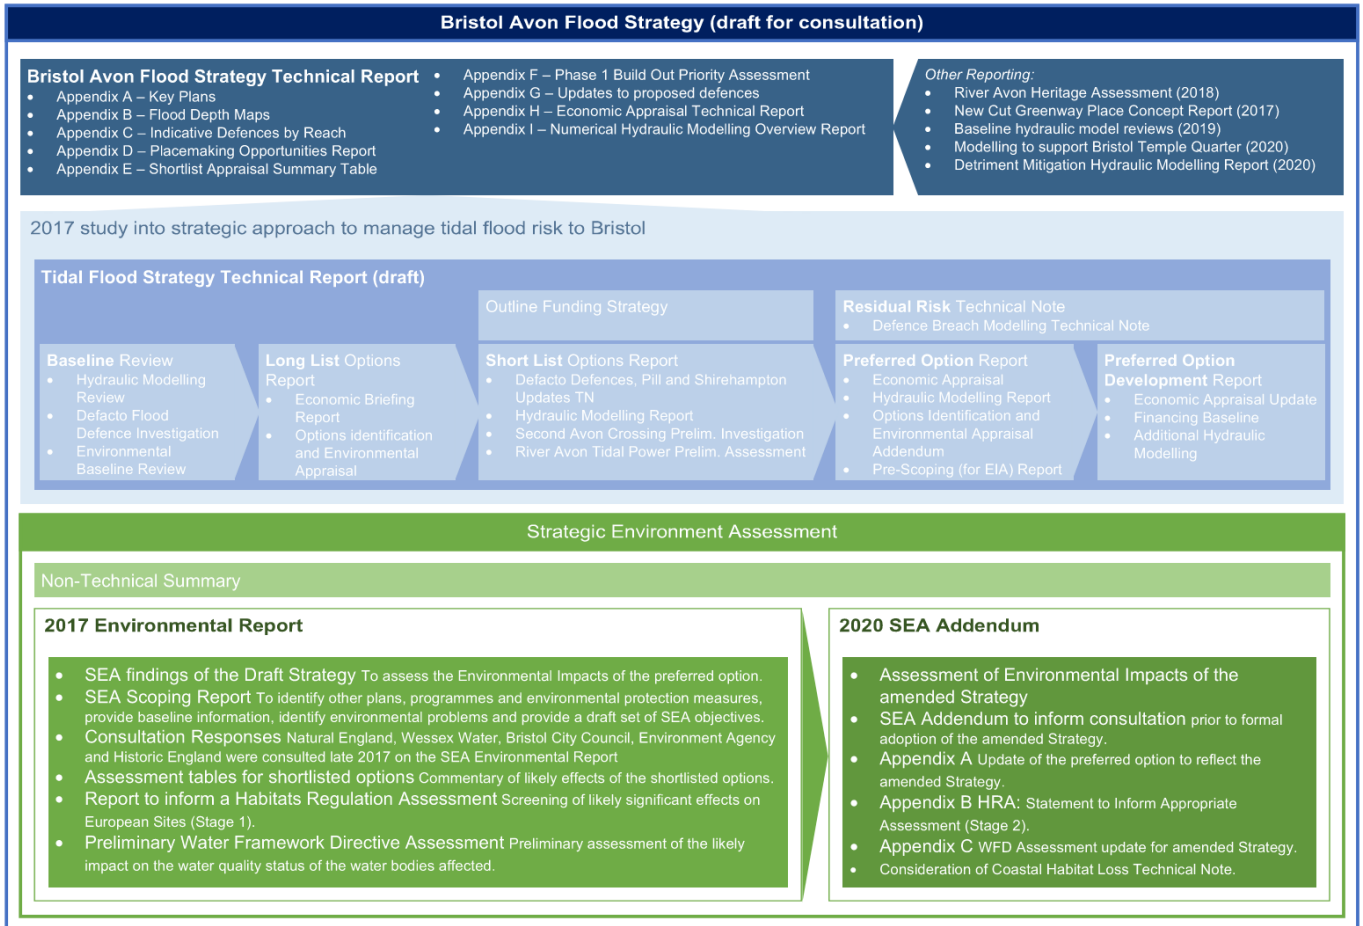 Bristol Avon Flood Strategy (draft for consultation)
Bristol Avon Flood Strategy Technical Report
• Appendix A – Key Plans
• Appendix B – Flood Depth Maps
• Appendix C – Indicative Defences by Reach
• Appendix D – Placemaking Opportunities Report
• Appendix E – Shortlist Appraisal Summary Table
• Appendix F – Phase 1 Build Out Priority Assessment
• Appendix G – Updates to proposed defences
• Appendix H – Economic Appraisal Technical Report
• Appendix I – Numerical Hydraulic Modelling Overview Report
Other Reporting:
• River Avon Heritage Assessment (2018)
• New Cut Greenway Place Concept Report (2017)
• Baseline hydraulic model reviews (2019)
• Modelling to support Bristol Temple Quarter (2020)
• Detriment Mitigation Hydraulic Modelling Report (2020)
2017 study into strategic approach to manage tidal flood risk to Bristol
Tidal Flood Strategy Technical Report (draft)
Outline Funding Strategy
Residual Risk Technical Note
• Defence Breach Modelling Technical Note
Baseline Review
• Hydraulic Modelling
Review
• Defacto Flood
Defence Investigation
• Environmental
Baseline Review
Long List Options
Report
• Economic Briefing
Report
• Options identification
and Environmental
Appraisal
Short List Options Report
• Defacto Defences, Pill and Shirehampton
Updates TN
• Hydraulic Modelling Report
• Second Avon Crossing Prelim. Investigation
• River Avon Tidal Power Prelim. Assessment
Preferred Option Report
• Economic Appraisal
• Hydraulic Modelling Report
• Options Identification and
Environmental Appraisal
Addendum
• Pre-Scoping (for EIA) Report
Preferred Option
Development Report
• Economic Appraisal Update
• Financing Baseline
• Additional Hydraulic
Modelling
Strategic Environment Assessment
Non-Technical Summary
2017 Environmental Report
• SEA findings of the Draft Strategy To assess the Environmental Impacts of the preferred option.
• SEA Scoping Report To identify other plans, programmes and environmental protection measures,
provide baseline information, identify environmental problems and provide a draft set of SEA objectives.
• Consultation Responses Natural England, Wessex Water, Bristol City Council, Environment Agency
and Historic England were consulted late 2017 on the SEA Environmental Report
• Assessment tables for shortlisted options Commentary of likely effects of the shortlisted options.
• Report to inform a Habitats Regulation Assessment Screening of likely significant effects on
European Sites (Stage 1).
• Preliminary Water Framework Directive Assessment Preliminary assessment of the likely
impact on the water quality status of the water bodies affected.
2020 SEA Addendum
• Assessment of Environmental Impacts of the
amended Strategy
• SEA Addendum to inform consultation prior to formal
adoption of the amended Strategy.
• Appendix A Update of the preferred option to reflect the
amended Strategy.
• Appendix B HRA: Statement to Inform Appropriate
Assessment (Stage 2).
• Appendix C WFD Assessment update for amended Strategy.
• Consideration of Coastal Habitat Loss Technical Note.